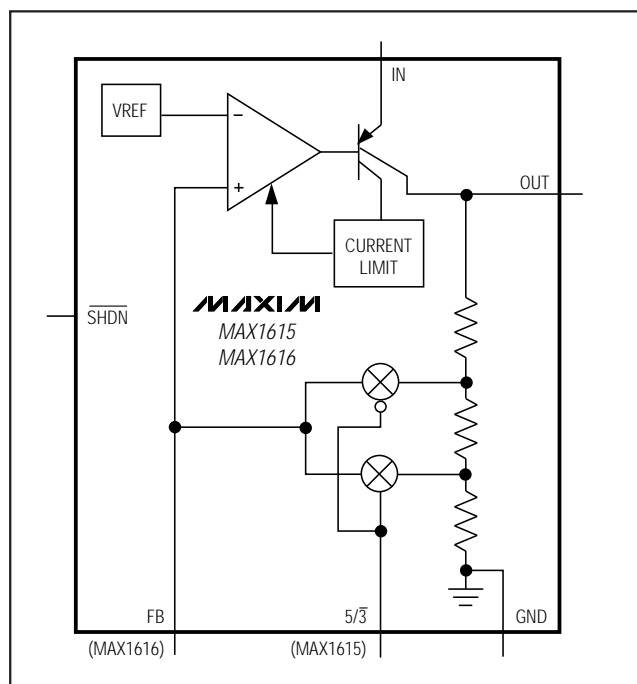 IN
VREF
−
+
OUT
CURRENT
LIMIT
SHDN
MAXIM
MAX1615
MAX1616
FB
5/3
GND
(MAX1616)
(MAX1615)